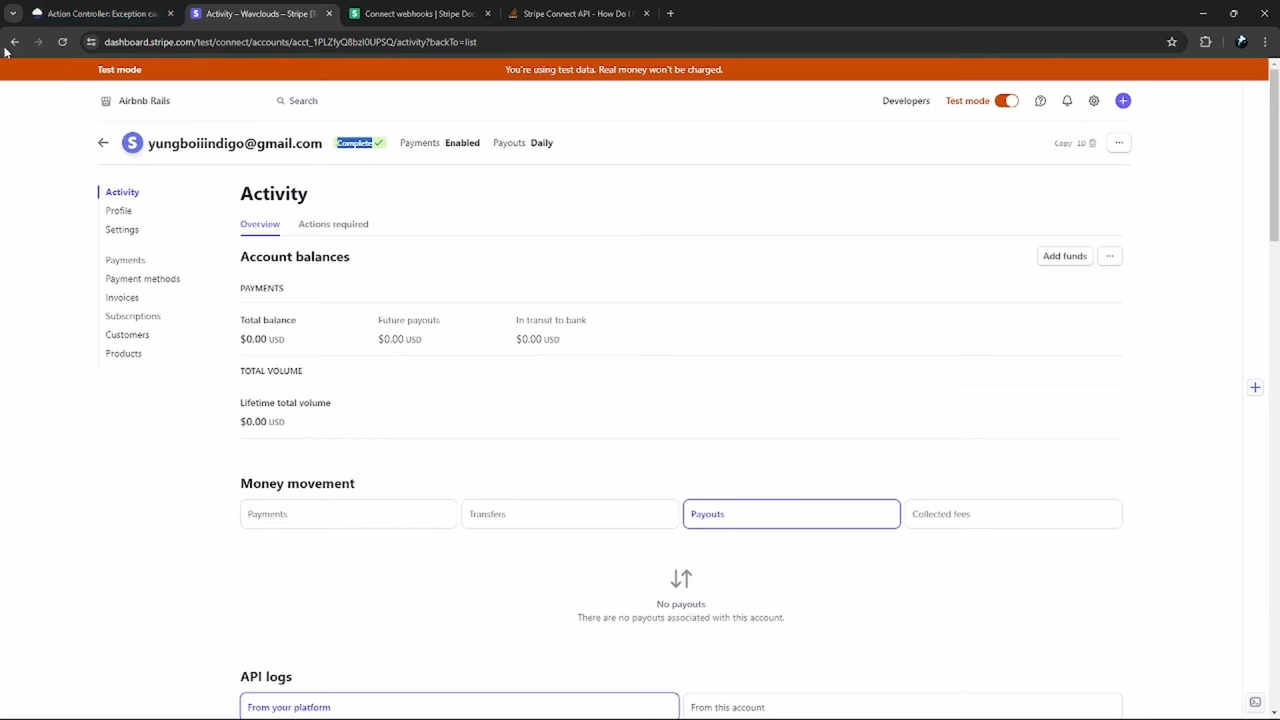 Action Controller: Exception ca
Activity – Wavclouds – Stripe [
Connect webhooks | Stripe Doc
Stripe Connect API - How Do I
dashboard.stripe.com/test/connect/accounts/acct_1PLZfyQ8bzI0UPSQ/activity?backTo=list
Test mode
You're using test data. Real money won't be charged.
Airbnb Rails
Search
Developers
Test mode
yungboiiindigo@gmail.com
Complete
Payments Enabled
Payouts Daily
Copy ID
Activity
Profile
Settings
Payments
Payment methods
Invoices
Subscriptions
Customers
Products
Activity
Overview
Actions required
Account balances
Add funds
PAYMENTS
Total balance
Future payouts
In transit to bank
$0.00 USD
$0.00 USD
$0.00 USD
TOTAL VOLUME
Lifetime total volume
$0.00 USD
Money movement
Payments
Transfers
Payouts
Collected fees
No payouts
There are no payouts associated with this account.
API logs
From your platform
From this account